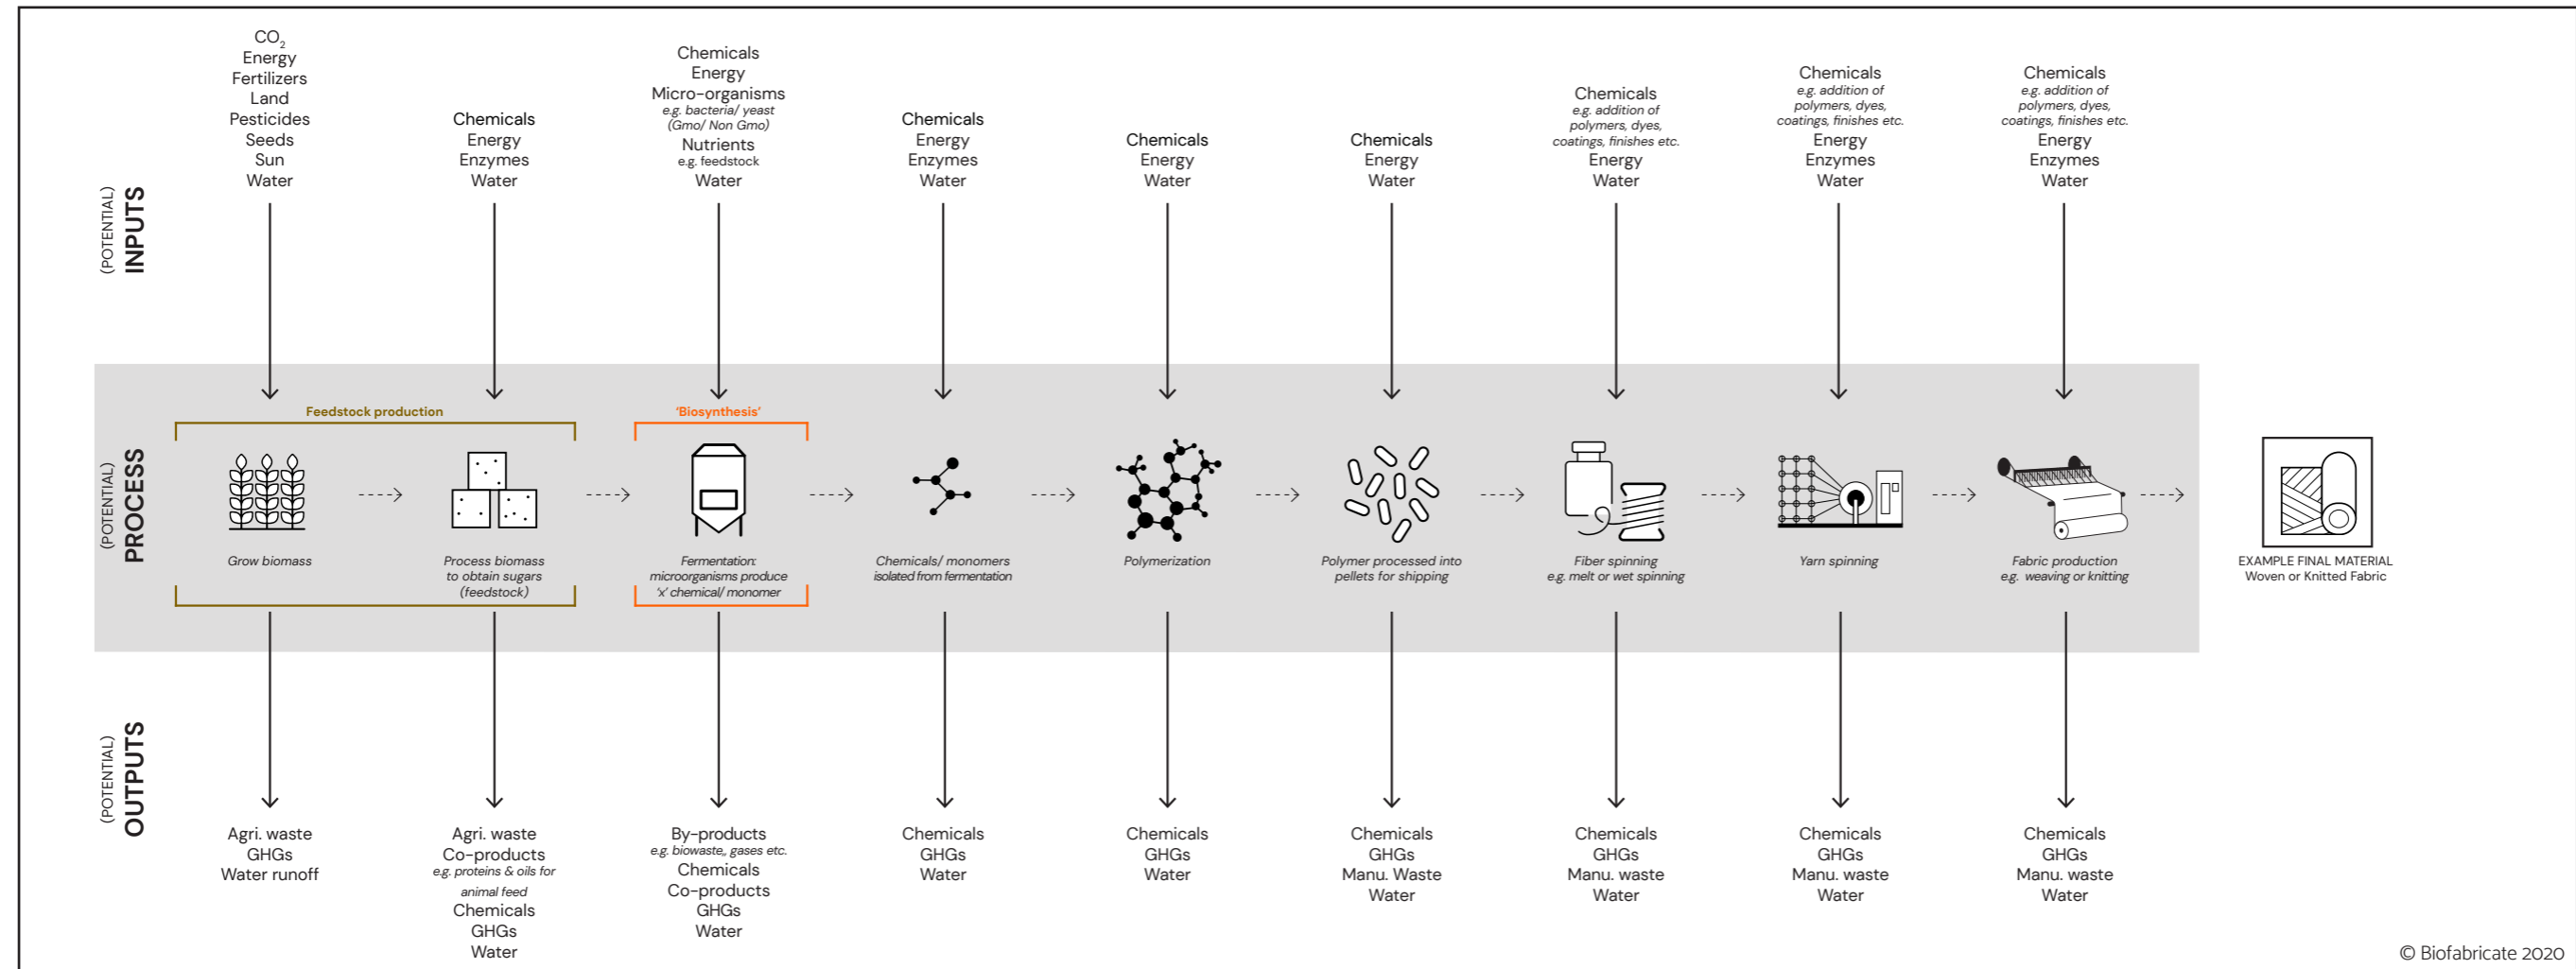 (POTENTIAL)
INPUTS
CO2
Energy
Fertilizers
Land
Pesticides
Seeds
Sun
Water
Chemicals
Energy
Enzymes
Water
Chemicals
Energy
Micro-organisms
e.g. bacteria/ yeast
(Gmo/ Non Gmo)
Nutrients
e.g. feedstock
Water
Chemicals
Energy
Enzymes
Water
Chemicals
Energy
Water
Chemicals
Energy
Water
Chemicals
e.g. addition of
polymers, dyes,
coatings, finishes etc.
Energy
Water
Chemicals
e.g. addition of
polymers, dyes,
coatings, finishes etc.
Energy
Enzymes
Water
Chemicals
e.g. addition of
polymers, dyes,
coatings, finishes etc.
Energy
Enzymes
Water
(POTENTIAL)
PROCESS
Feedstock production
'Biosynthesis'
Grow biomass
Process biomass
to obtain sugars
(feedstock)
Fermentation:
microorganisms produce
'x' chemical/ monomer
Chemicals/ monomers
isolated from fermentation
Polymerization
Polymer processed into
pellets for shipping
Fiber spinning
e.g. melt or wet spinning
Yarn spinning
Fabric production
e.g. weaving or knitting
EXAMPLE FINAL MATERIAL
Woven or Knitted Fabric
(POTENTIAL)
OUTPUTS
Agri. waste
GHGs
Water runoff
Agri. waste
Co-products
e.g. proteins & oils for
animal feed
Chemicals
GHGs
Water
By-products
e.g. biowaste,, gases etc.
Chemicals
Co-products
GHGs
Water
Chemicals
GHGs
Water
Chemicals
GHGs
Water
Chemicals
GHGs
Manu. Waste
Water
Chemicals
GHGs
Manu. waste
Water
Chemicals
GHGs
Manu. waste
Water
Chemicals
GHGs
Manu. waste
Water
© Biofabricate 2020